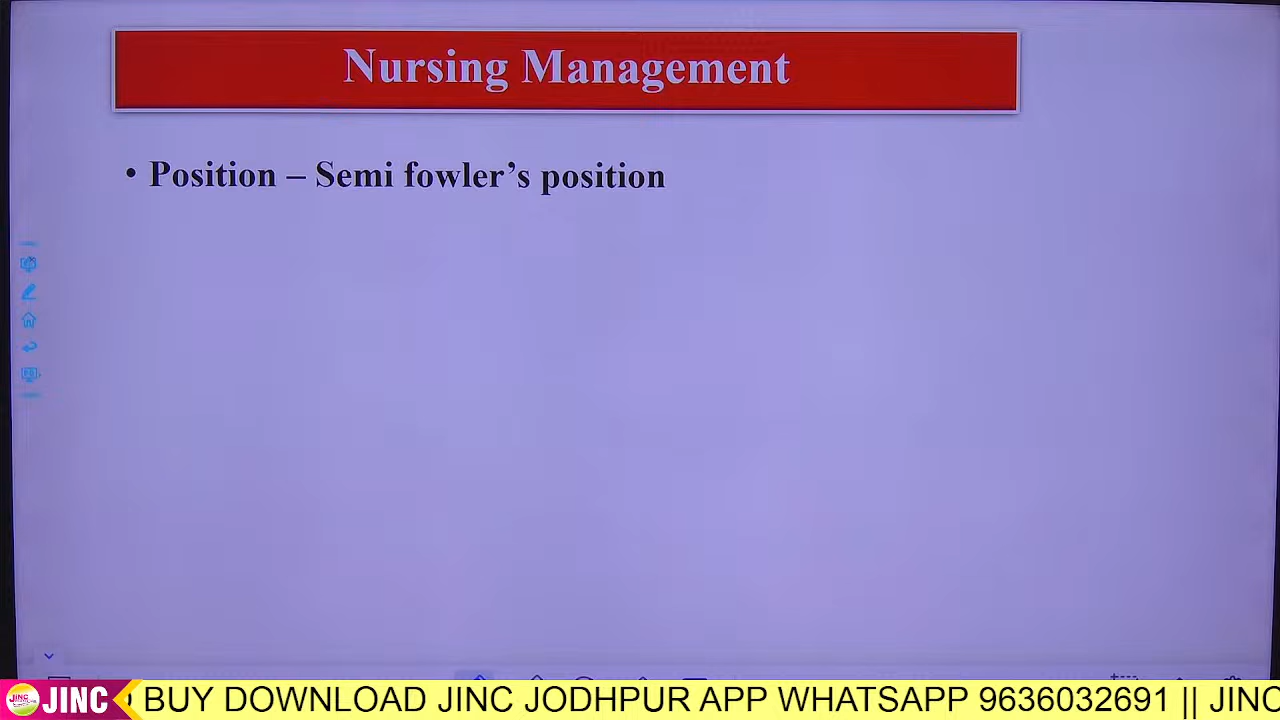 Nursing Management
• Position – Semi fowler’s position
JINC BUY DOWNLOAD JINC JODHPUR APP WHATSAPP 9636032691 || JINC